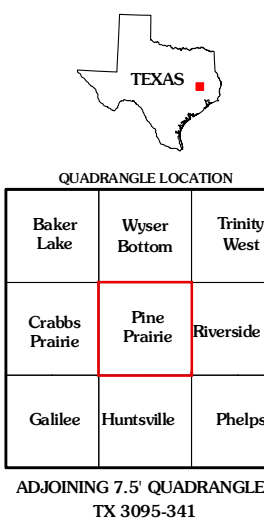 TEXAS
QUADRANGLE LOCATION
Baker
Lake
Wyser
Bottom
Trinity
West
Crabbs
Prairie
Pine
Prairie
Riverside
Galilee
Huntsville
Phelps
ADJOINING 7.5' QUADRANGLE
TX 3095-341